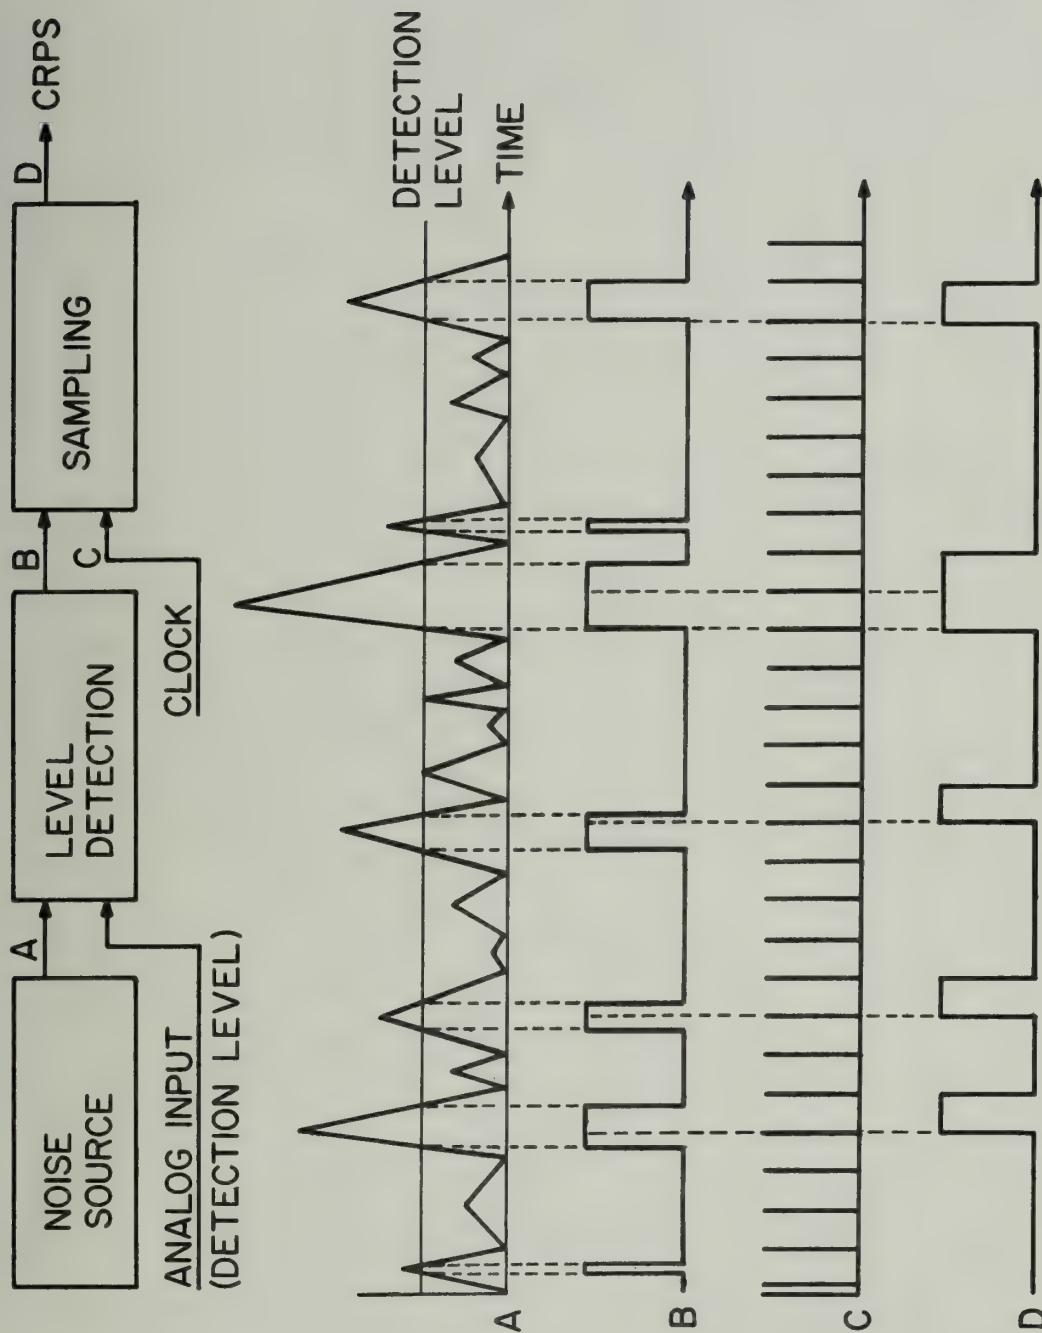 NOISE
SOURCE
A
LEVEL
DETECTION
B
C
SAMPLING
D
CRPS
ANALOG INPUT
(DETECTION LEVEL)
CLOCK
DETECTION
LEVEL
TIME
A
B
C
D